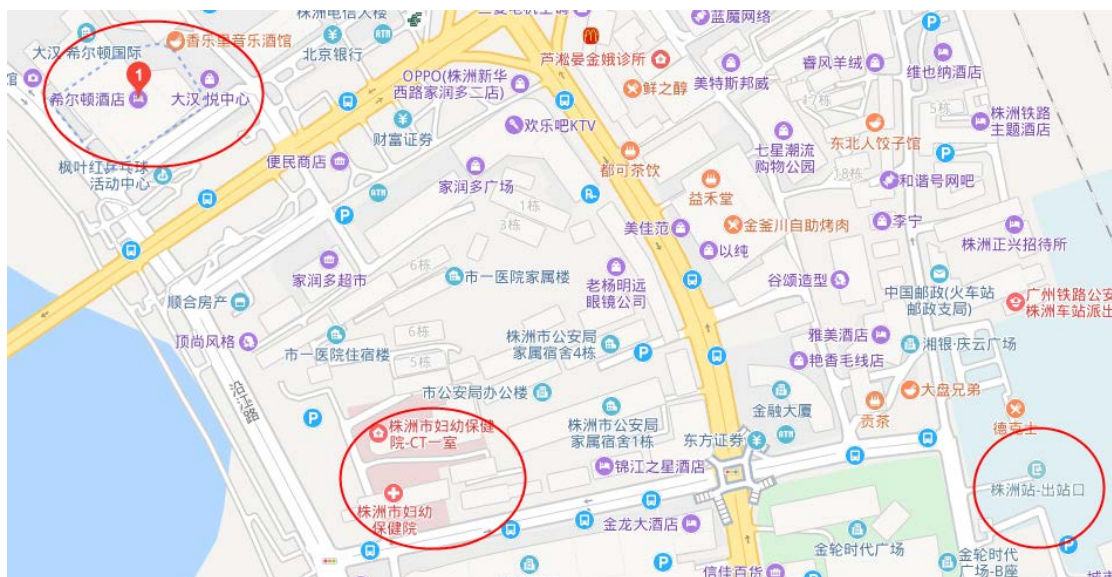 株洲电信大楼
蓝魔网络
香乐里音乐酒馆
大汉·希尔顿国际
北京银行
ATM
芦淞晏金娥诊所
睿风羊绒
维也纳酒店
OPPO(株洲新华
西路家润多二店)
美特斯邦威
鲜之醇
17栋
5栋
1
希尔顿酒店
大汉·悦中心
财富证券
欢乐吧KTV
株洲铁路
主题酒店
东北人饺子馆
便民商店
都可茶饮
七星潮流
购物公园
枫叶红乒乓球
活动中心
ATM
家润多广场
18栋
和谐号网吧
益禾堂
1栋
3栋
美佳范
金釜川自助烤肉
李宁
以纯
株洲正兴招待所
家润多超市
6栋
市一医院家属楼
老杨明远
眼镜公司
谷颂造型
中国邮政(火车站
邮政支局)
广州铁路公安
株洲车站派出
顺合房产
顶尚风格
市一医院住宿楼
6栋
5栋
株洲市公安局
家属宿舍4栋
雅美酒店
湘银·庆云广场
艳香毛线店
沿江路
市公安局办公楼
金融大厦
大盘兄弟
贡茶
株洲市妇幼保健
院-CT一室
株洲市公安局
家属宿舍1栋
东方证券
ATM
德克士
锦江之星酒店
株洲站-出站口
株洲市妇幼
保健院
金龙大酒店
金轮时代广场
金轮时代
广场-B座
信佳百货